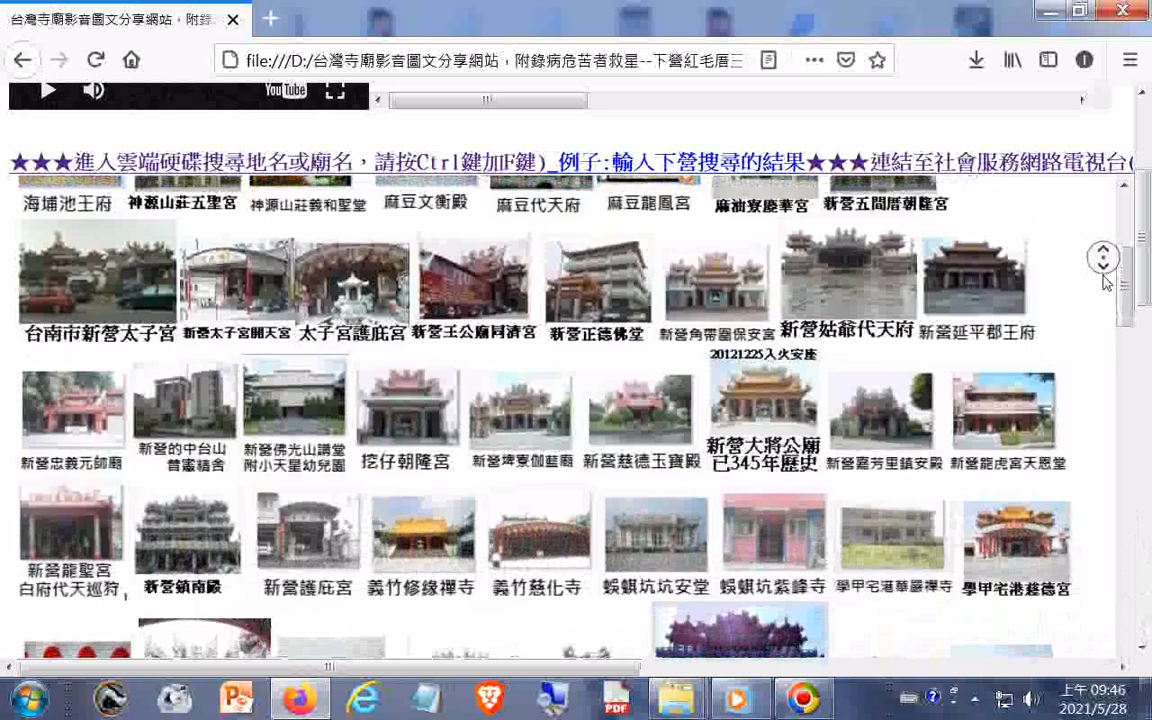 台灣寺廟影音圖文分享網站，附錄
file:///D:/台灣寺廟影音圖文分享網站，附錄病危苦者救星--下營紅毛厝三
YouTube
★★★進入雲端硬碟搜尋地名或廟名，請按Ctrl鍵加F鍵)_例子:輸入下營搜尋的結果★★★連結至社會服務網路電視台(
海埔池王府 神源山莊五聖宮 神源山莊義和聖堂 麻豆文衡殿 麻豆代天府 麻豆龍鳳宮 麻油寮慶華宮 新營五間厝朝隆宮
台南市新營太子宮 新營太子宮開天宮 太子宮護庇宮 新營王公廟同濟宮 新營正德佛堂 新營角帶圍保安宮 新營姑爺代天府 新營延平郡王府
20121225入火安座
新營忠義元帥廟 新營的中台山 普靈精舍 新營佛光山講堂 附小天星幼兒園 挖仔朝隆宮 新營埤寮伽藍廟 新營慈德玉寶殿 新營大將公廟 已345年歷史 新營嘉芳里鎮安殿 新營龍虎宮天恩堂
新營龍聖宮 白府代天巡狩， 新營鎮南殿 新營護庇宮 義竹修緣禪寺 義竹慈化寺 蜈蜞坑坑安堂 蜈蜞坑紫峰寺 學甲宅港華嚴禪寺 學甲宅港慈德宮
PDF
上午 09:46
2021/5/28